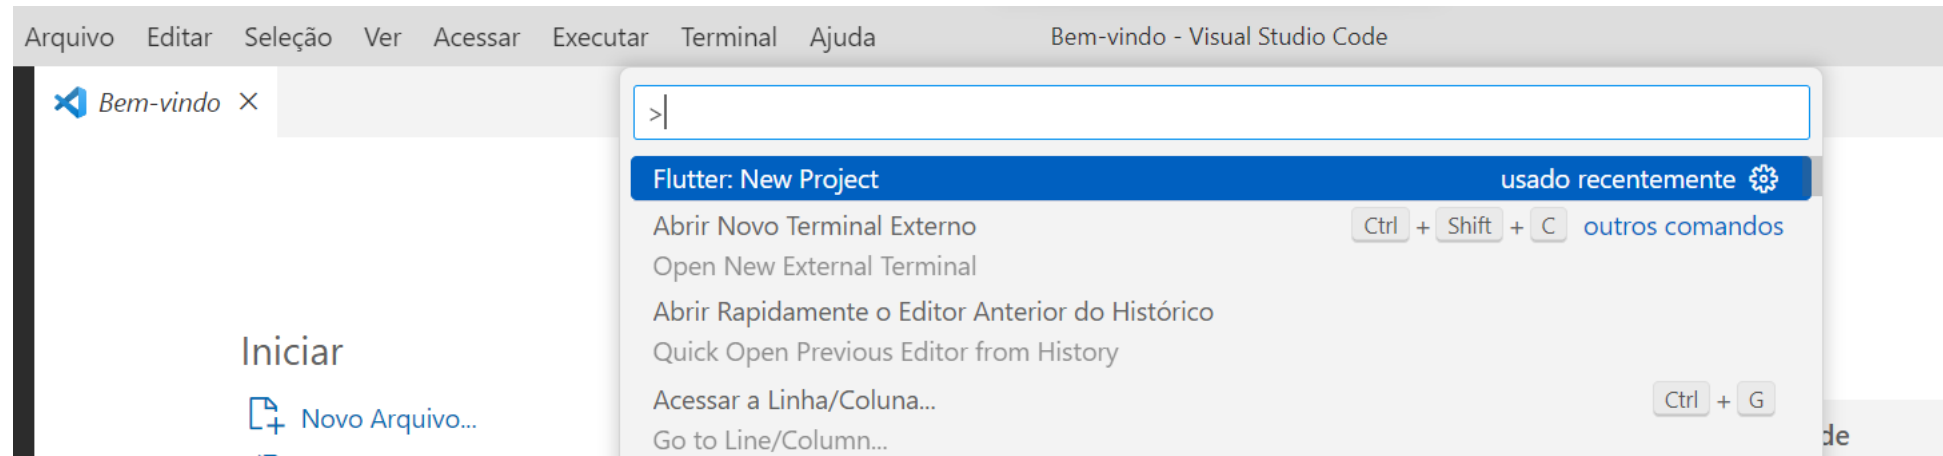 Arquivo Editar Seleção Ver Acessar Executar Terminal Ajuda Bem-vindo - Visual Studio Code
Bem-vindo
>
Flutter: New Project usado recentemente
Abrir Novo Terminal Externo Ctrl + Shift + C outros comandos
Open New External Terminal
Abrir Rapidamente o Editor Anterior do Histórico
Quick Open Previous Editor from History
Acessar a Linha/Coluna... Ctrl + G
Go to Line/Column...
Iniciar
Novo Arquivo...
de